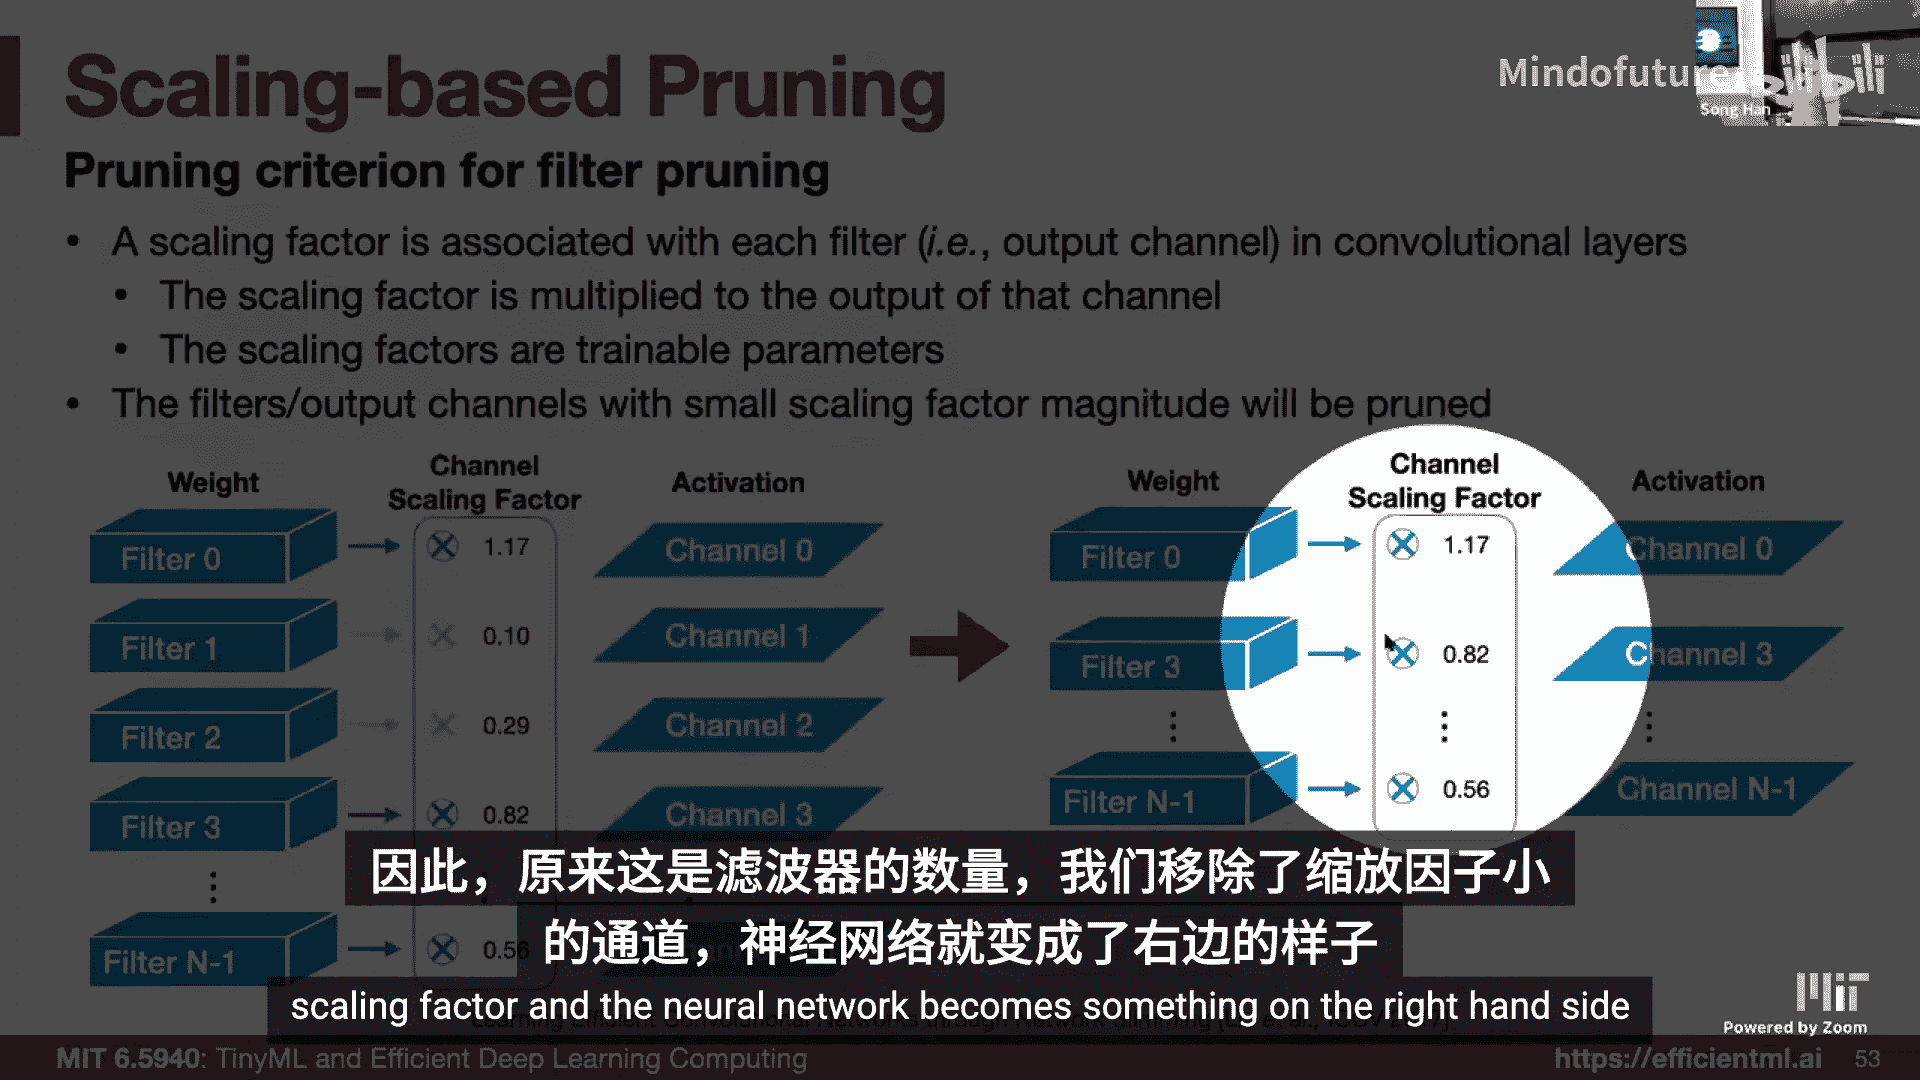 Scaling-based Pruning
Mindofuture
bilibili
Song Han
Pruning criterion for filter pruning
• A scaling factor is associated with each filter (i.e., output channel) in convolutional layers
• The scaling factor is multiplied to the output of that channel
• The scaling factors are trainable parameters
• The filters/output channels with small scaling factor magnitude will be pruned
Weight
Channel
Scaling Factor
Activation
Filter 0
1.17
Channel 0
Filter 1
0.10
Channel 1
Filter 2
0.29
Channel 2
Filter 3
0.82
Channel 3
Filter N-1
0.56
Weight
Channel
Scaling Factor
Activation
Filter 0
1.17
Channel 0
Filter 3
0.82
Channel 3
Filter N-1
0.56
Channel N-1
因此，原来这是滤波器的数量，我们移除了缩放因子小
的通道，神经网络就变成了右边的样子
scaling factor and the neural network becomes something on the right hand side
MIT
Powered by Zoom
MIT 6.5940: TinyML and Efficient Deep Learning Computing
https://efficientml.ai
53